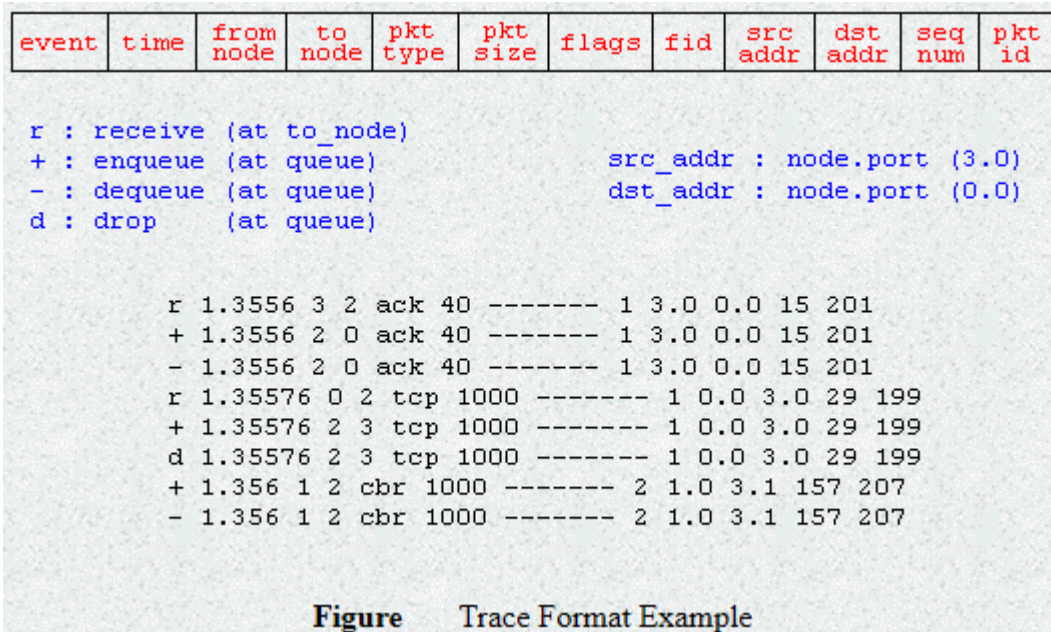 event time from node to node pkt type pkt size flags fid src addr dst addr seq num pkt id
r : receive (at to_node)
+ : enqueue (at queue)
src_addr : node.port (3.0)
- : dequeue (at queue)
dst_addr : node.port (0.0)
d : drop (at queue)
r 1.3556 3 2 ack 40 ------- 1 3.0 0.0 15 201
+ 1.3556 2 0 ack 40 ------- 1 3.0 0.0 15 201
- 1.3556 2 0 ack 40 ------- 1 3.0 0.0 15 201
r 1.35576 0 2 tcp 1000 ------- 1 0.0 3.0 29 199
+ 1.35576 2 3 tcp 1000 ------- 1 0.0 3.0 29 199
d 1.35576 2 3 tcp 1000 ------- 1 0.0 3.0 29 199
+ 1.356 1 2 cbr 1000 ------- 2 1.0 3.1 157 207
- 1.356 1 2 cbr 1000 ------- 2 1.0 3.1 157 207
Figure Trace Format Example